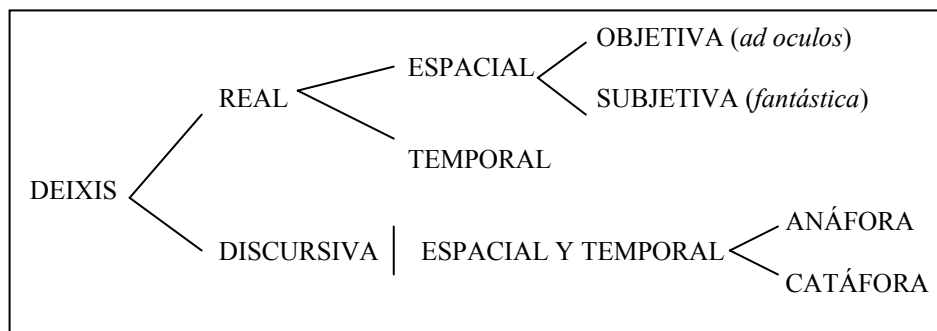 OBJETIVA (ad oculos)
ESPACIAL
REAL
SUBJETIVA (fantástica)
TEMPORAL
DEIXIS
ANÁFORA
DISCURSIVA
ESPACIAL Y TEMPORAL
CATÁFORA